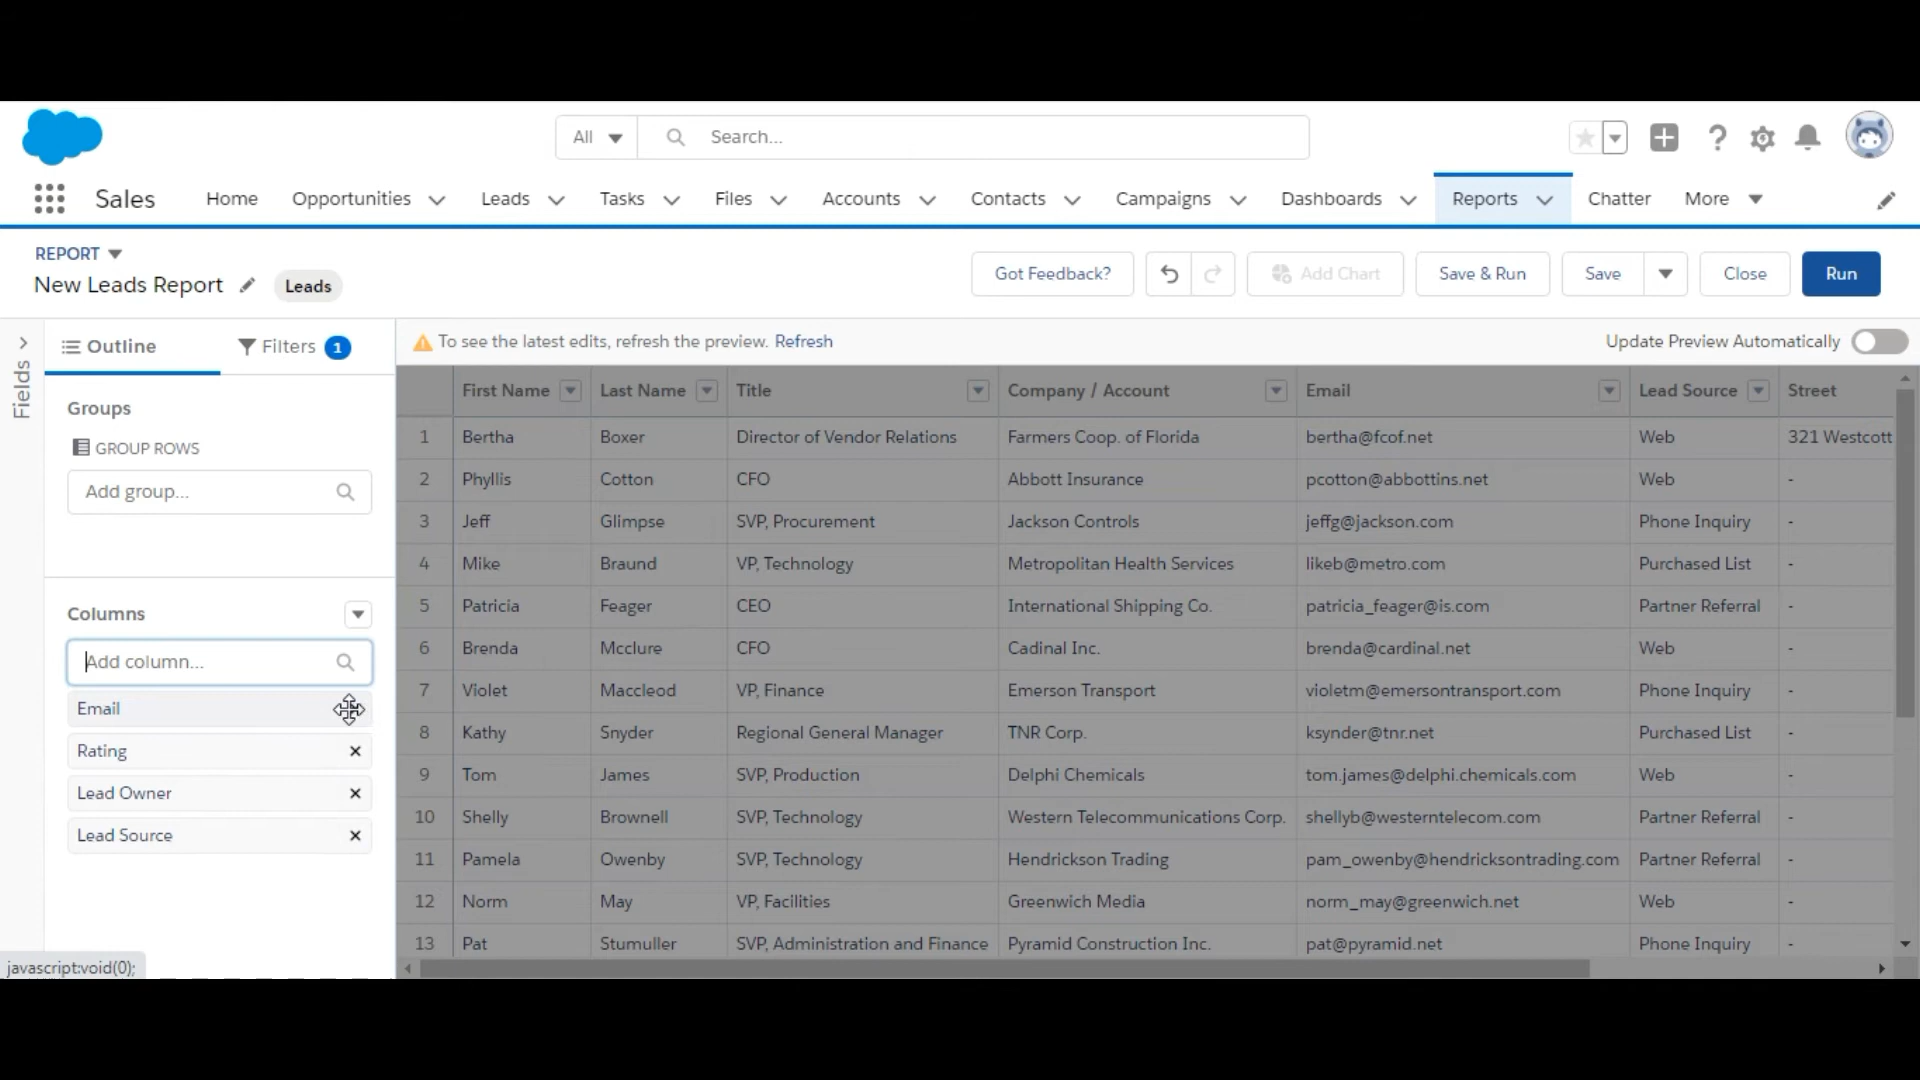 All Search...
Sales Home Opportunities Leads Tasks Files Accounts Contacts Campaigns Dashboards Reports Chatter More
REPORT
New Leads Report Leads
Got Feedback? Add Chart Save & Run Save Close Run
Fields
Outline Filters 1
To see the latest edits, refresh the preview. Refresh Update Preview Automatically
Groups
GROUP ROWS
Add group...
Columns
Add column...
Email
Rating
Lead Owner
Lead Source
First Name Last Name Title Company / Account Email Lead Source Street
1 Bertha Boxer Director of Vendor Relations Farmers Coop. of Florida bertha@fcof.net Web 321 Westcott
2 Phyllis Cotton CFO Abbott Insurance pcotton@abbottins.net Web -
3 Jeff Glimpse SVP, Procurement Jackson Controls jeffg@jackson.com Phone Inquiry -
4 Mike Braund VP, Technology Metropolitan Health Services likeb@metro.com Purchased List -
5 Patricia Feager CEO International Shipping Co. patricia_feager@is.com Partner Referral -
6 Brenda Mcclure CFO Cadinal Inc. brenda@cardinal.net Web -
7 Violet Maccleod VP, Finance Emerson Transport violetm@emersontransport.com Phone Inquiry -
8 Kathy Snyder Regional General Manager TNR Corp. ksynder@tnr.net Purchased List -
9 Tom James SVP, Production Delphi Chemicals tom.james@delphi.chemicals.com Web -
10 Shelly Brownell SVP, Technology Western Telecommunications Corp. shellyb@westerntelecom.com Partner Referral -
11 Pamela Owenby SVP, Technology Hendrickson Trading pam_owenby@hendricksontrading.com Partner Referral -
12 Norm May VP, Facilities Greenwich Media norm_may@greenwich.net Web -
13 Pat Stumuller SVP, Administration and Finance Pyramid Construction Inc. pat@pyramid.net Phone Inquiry -
javascript:void(0);